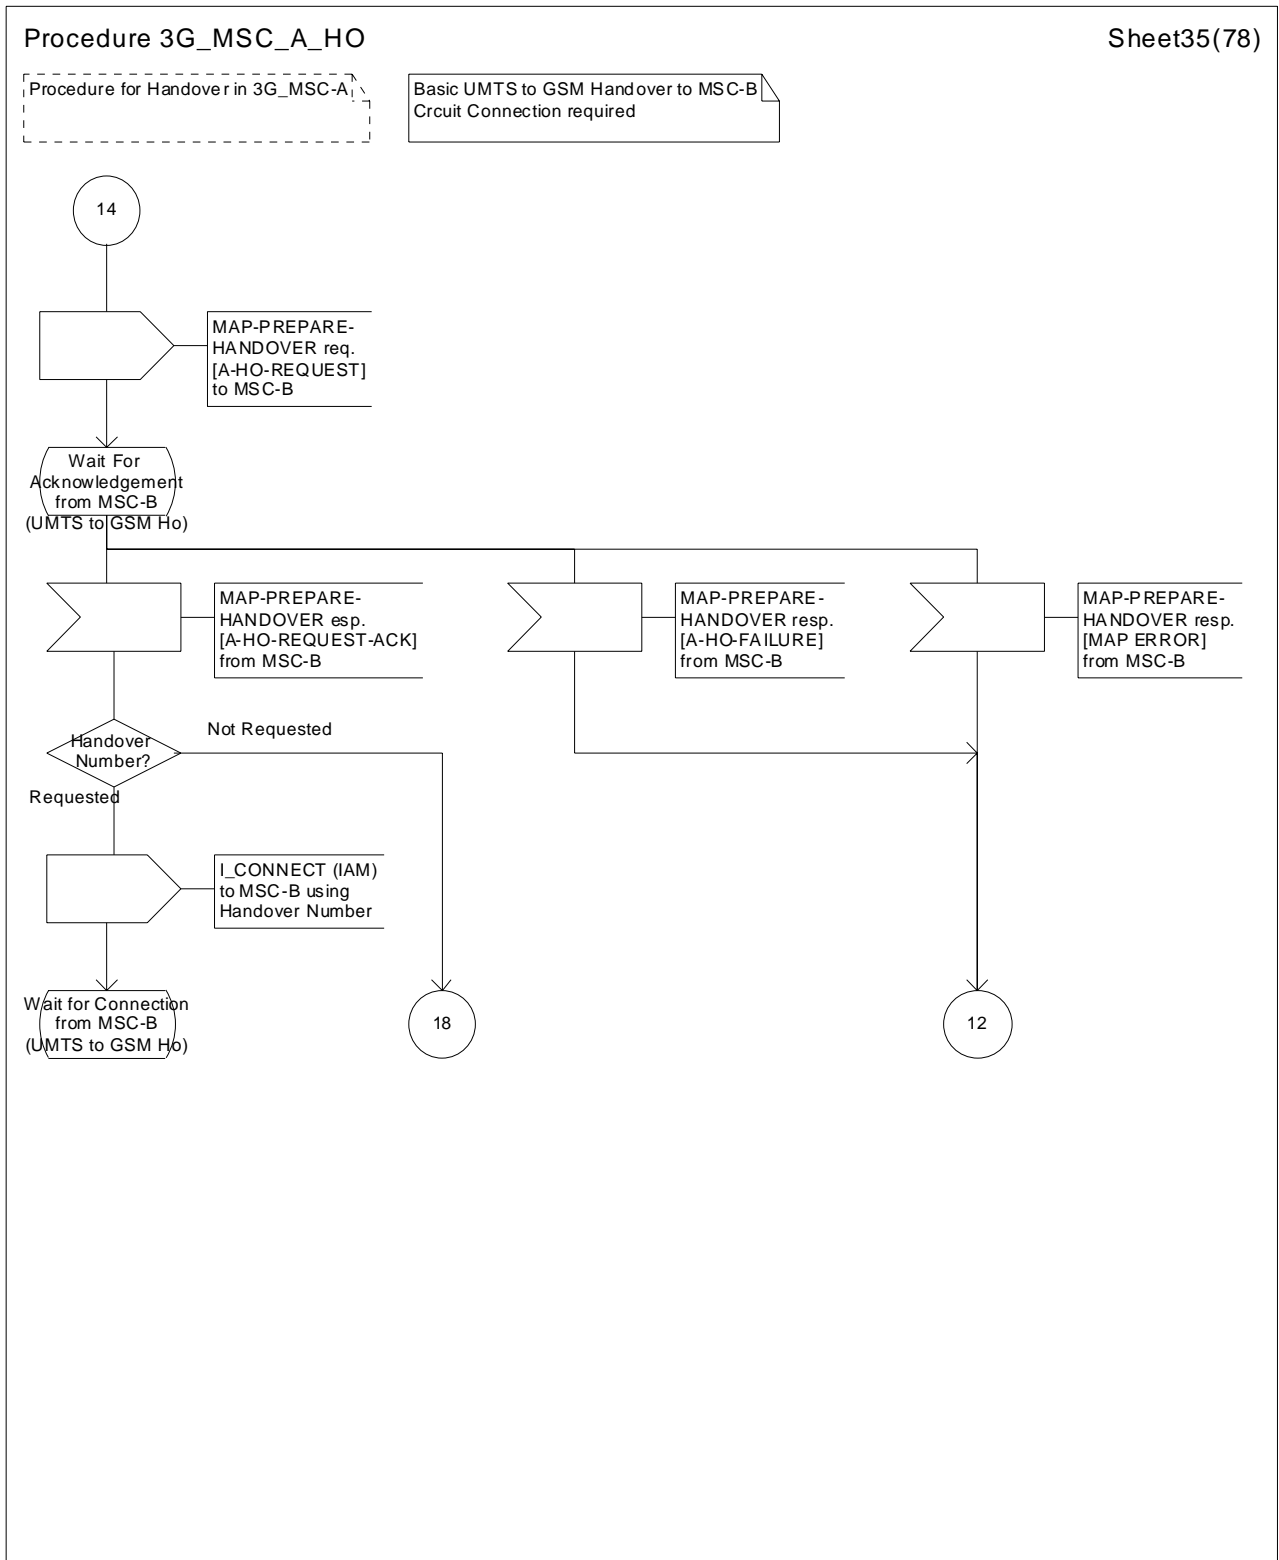 Procedure 3G_MSC_A_HO
Sheet35(78)
Procedure for Handover in 3G_MSC-A
Basic UMTS to GSM Handover to MSC-B
Crcuit Connection required
14
MAP-PREPARE-
HANDOVER req.
[A-HO-REQUEST]
to MSC-B
Wait For
Acknowledgement
from MSC-B
(UMTS to GSM Ho)
MAP-PREPARE-
HANDOVER esp.
[A-HO-REQUEST-ACK]
from MSC-B
MAP-PREPARE-
HANDOVER resp.
[A-HO-FAILURE]
from MSC-B
MAP-PREPARE-
HANDOVER resp.
[MAP ERROR]
from MSC-B
Handover
Number?
Not Requested
Requested
I_CONNECT (IAM)
to MSC-B using
Handover Number
Wait for Connection
from MSC-B
(UMTS to GSM Ho)
18
12